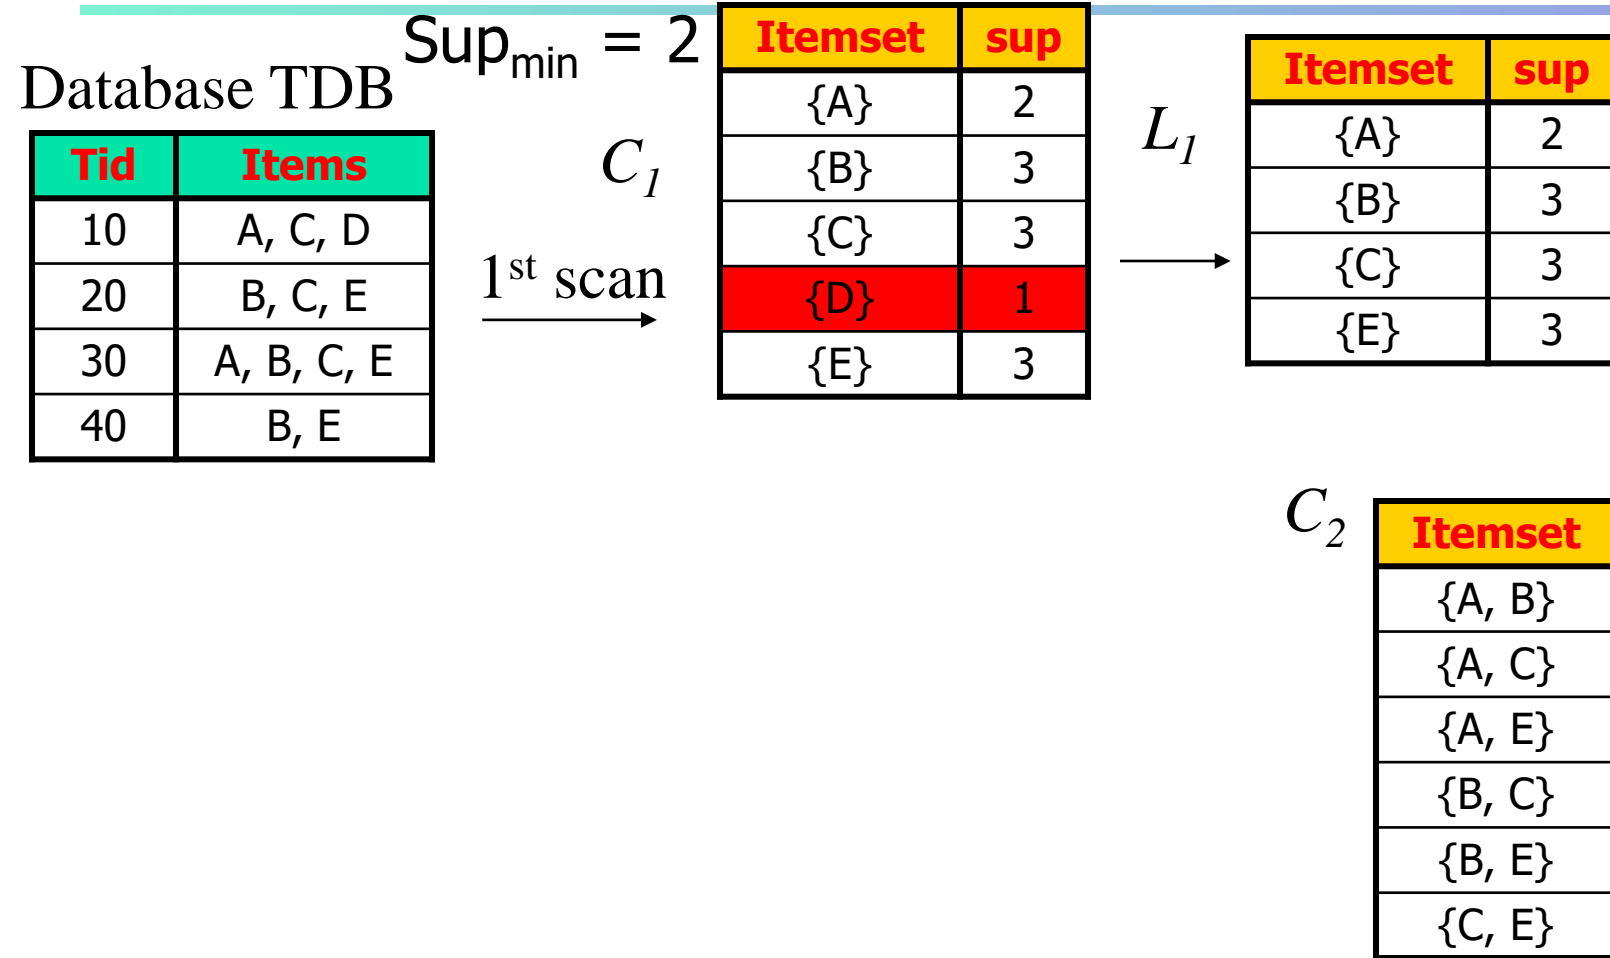 Sup_min = 2
Database TDB
Tid Items
10 A, C, D
20 B, C, E
30 A, B, C, E
40 B, E
1st scan
C1
Itemset sup
{A} 2
{B} 3
{C} 3
{D} 1
{E} 3
L1
Itemset sup
{A} 2
{B} 3
{C} 3
{E} 3
C2
Itemset
{A, B}
{A, C}
{A, E}
{B, C}
{B, E}
{C, E}